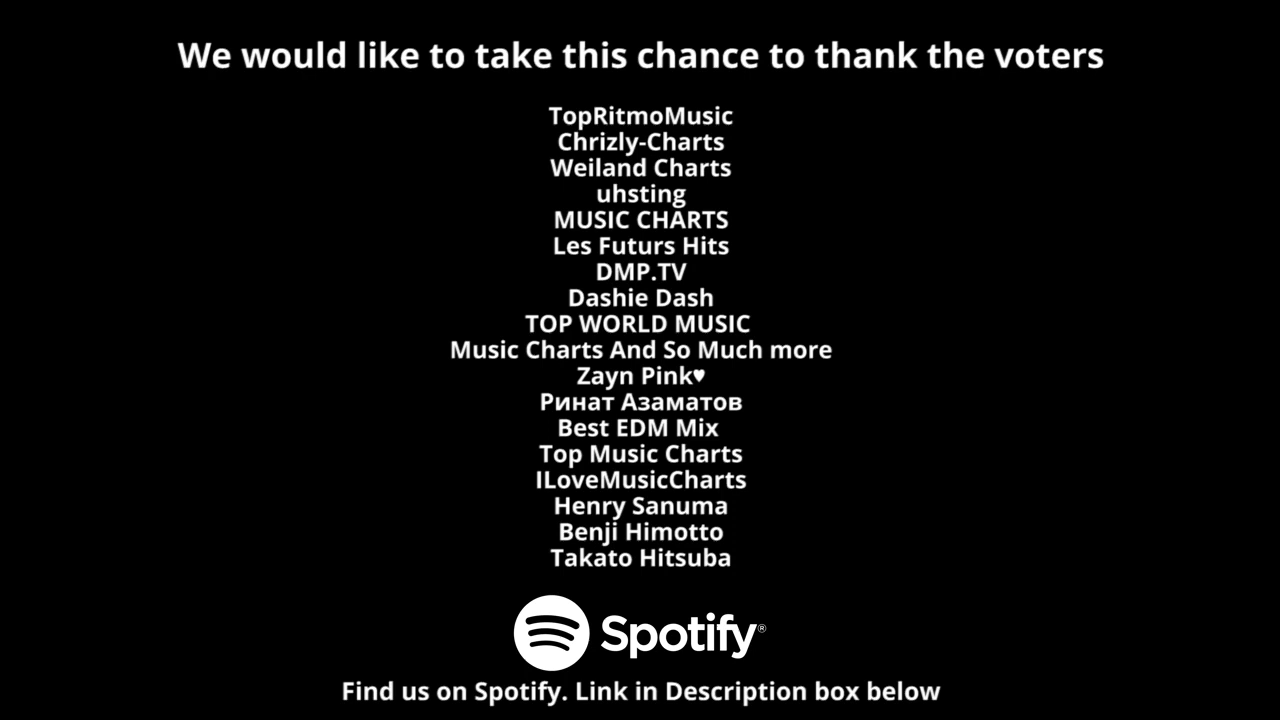 We would like to take this chance to thank the voters
TopRitmoMusic
Chrizly-Charts
Weiland Charts
uhsting
MUSIC CHARTS
Les Futurs Hits
DMP.TV
Dashie Dash
TOP WORLD MUSIC
Music Charts And So Much more
Zayn Pink♥
Ринат Азаматов
Best EDM Mix
Top Music Charts
ILoveMusicCharts
Henry Sanuma
Benji Himotto
Takato Hitsuba
Spotify®
Find us on Spotify. Link in Description box below